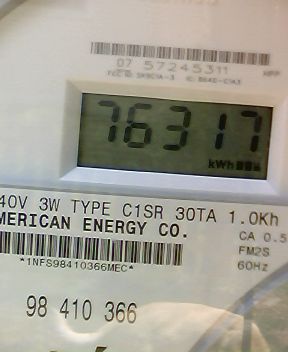 07 57245311
76317
kWh
40V 3W TYPE C1SR 30TA 1.0Kh
MERICAN ENERGY CO.
CA 0.5
*1NFS98410366MEC*
FM2S
60Hz
98 410 366